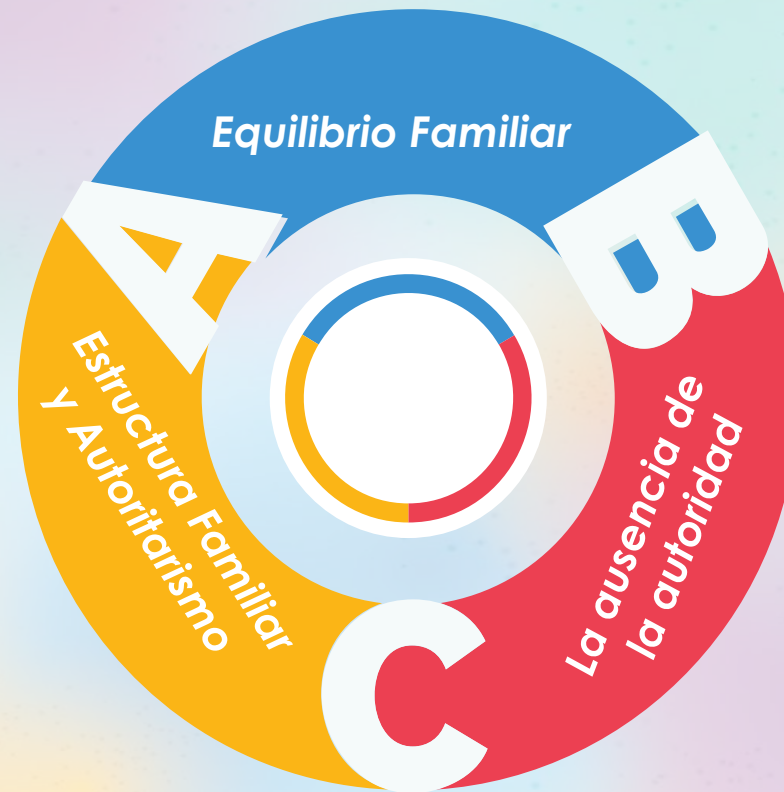 Equilibrio Familiar
A
B
Estructura Familiar
y Autoritarismo
La ausencia de
la autoridad
C